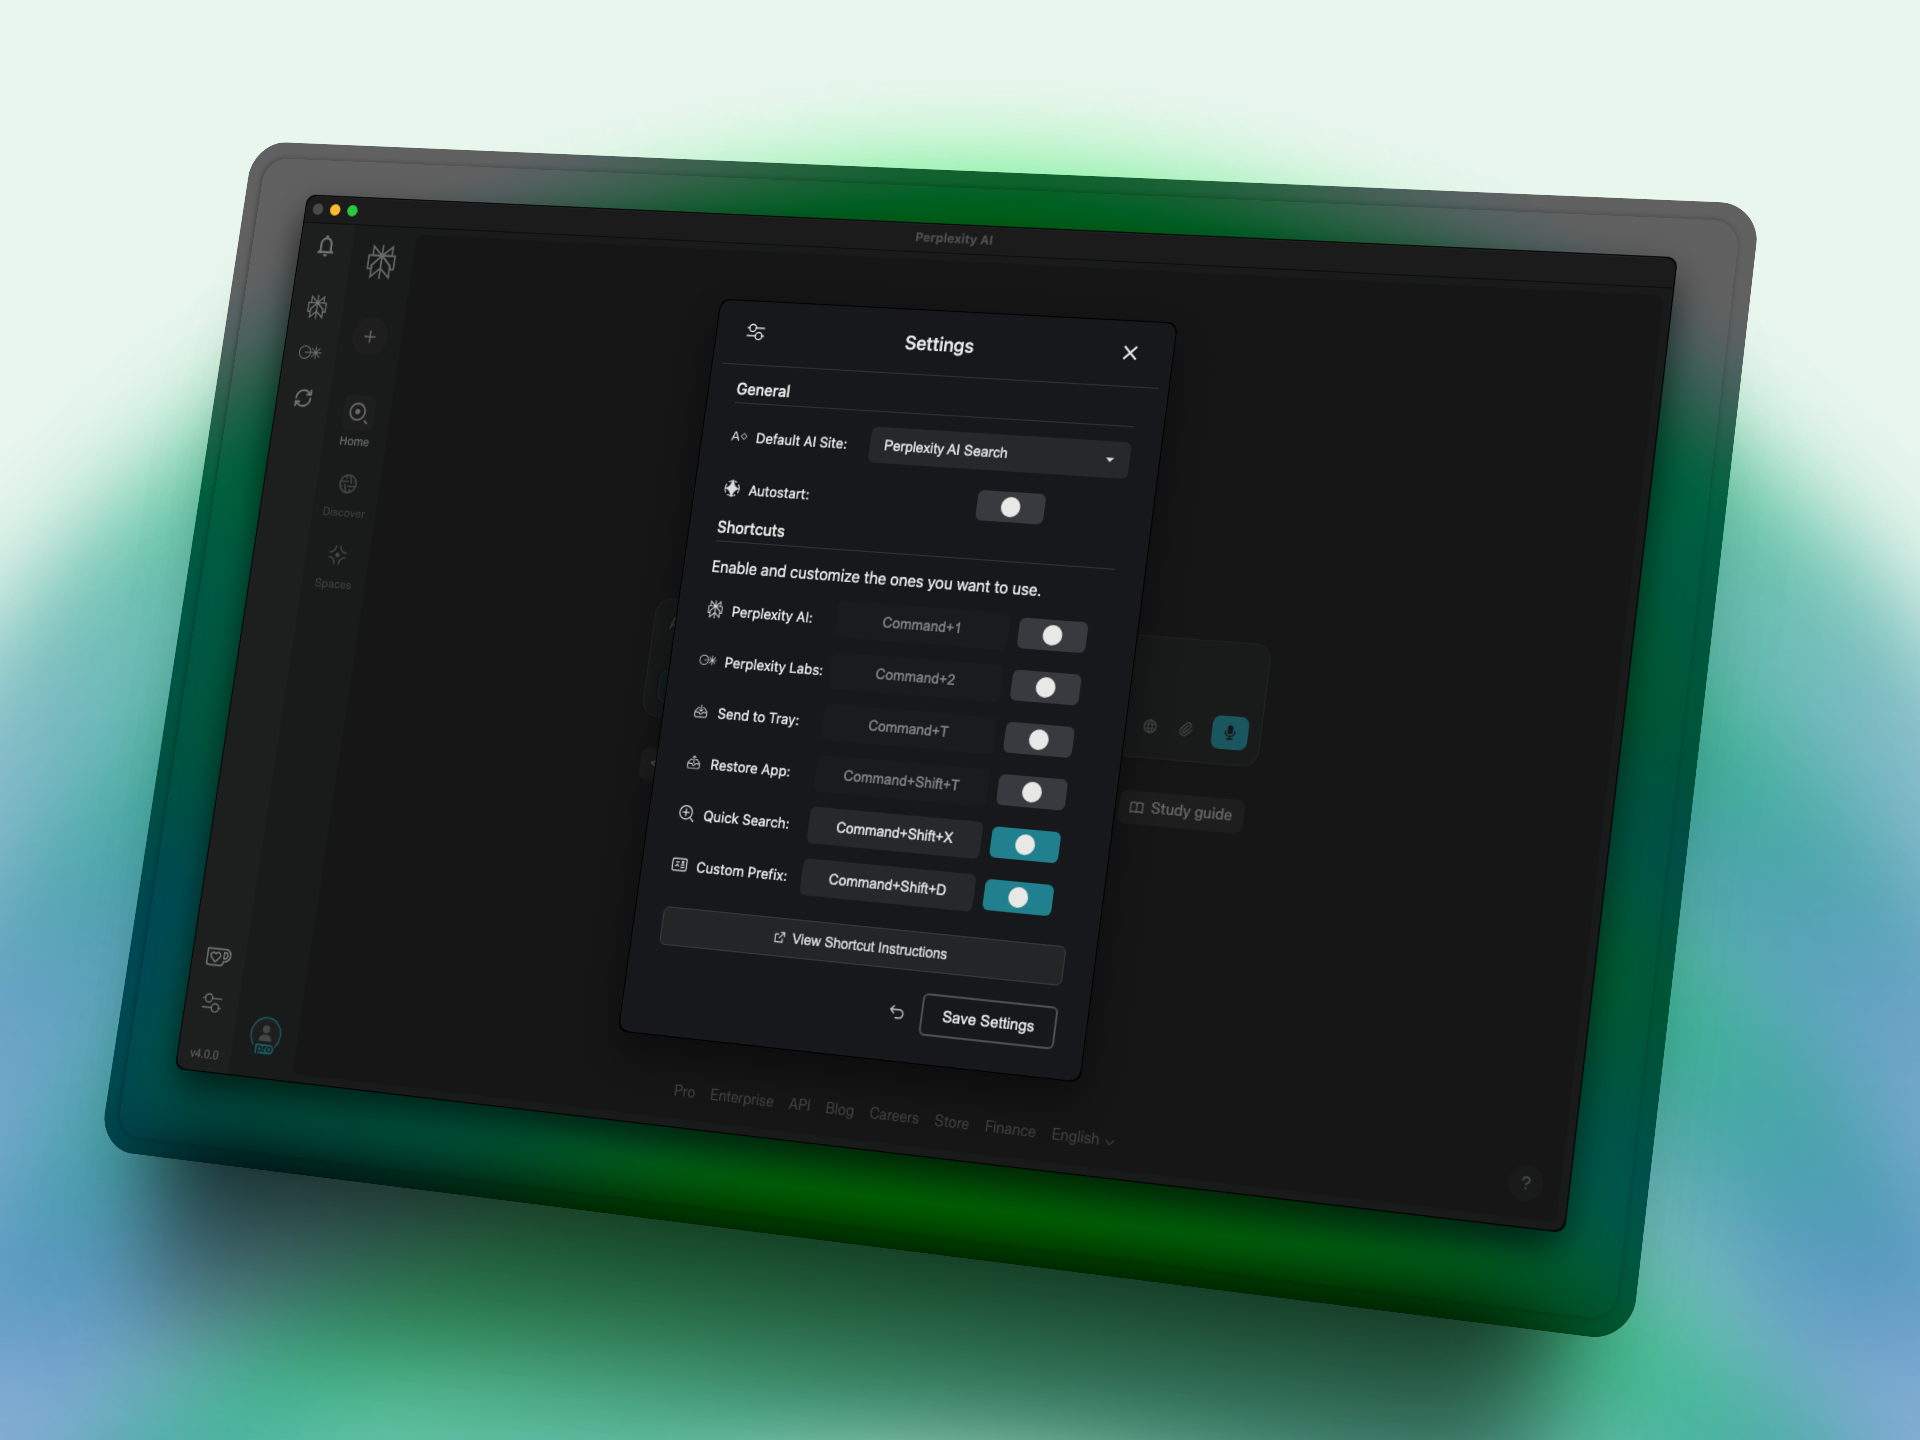 Perplexity AI
Home
Discover
Spaces
pro
v4.0.0
Settings
General
Default AI Site: Perplexity AI Search
Autostart:
Shortcuts
Enable and customize the ones you want to use.
Perplexity AI: Command+1
Perplexity Labs: Command+2
Send to Tray: Command+T
Restore App: Command+Shift+T
Quick Search: Command+Shift+X
Custom Prefix: Command+Shift+D
View Shortcut Instructions
Save Settings
Study guide
Pro Enterprise API Blog Careers Store Finance English
?